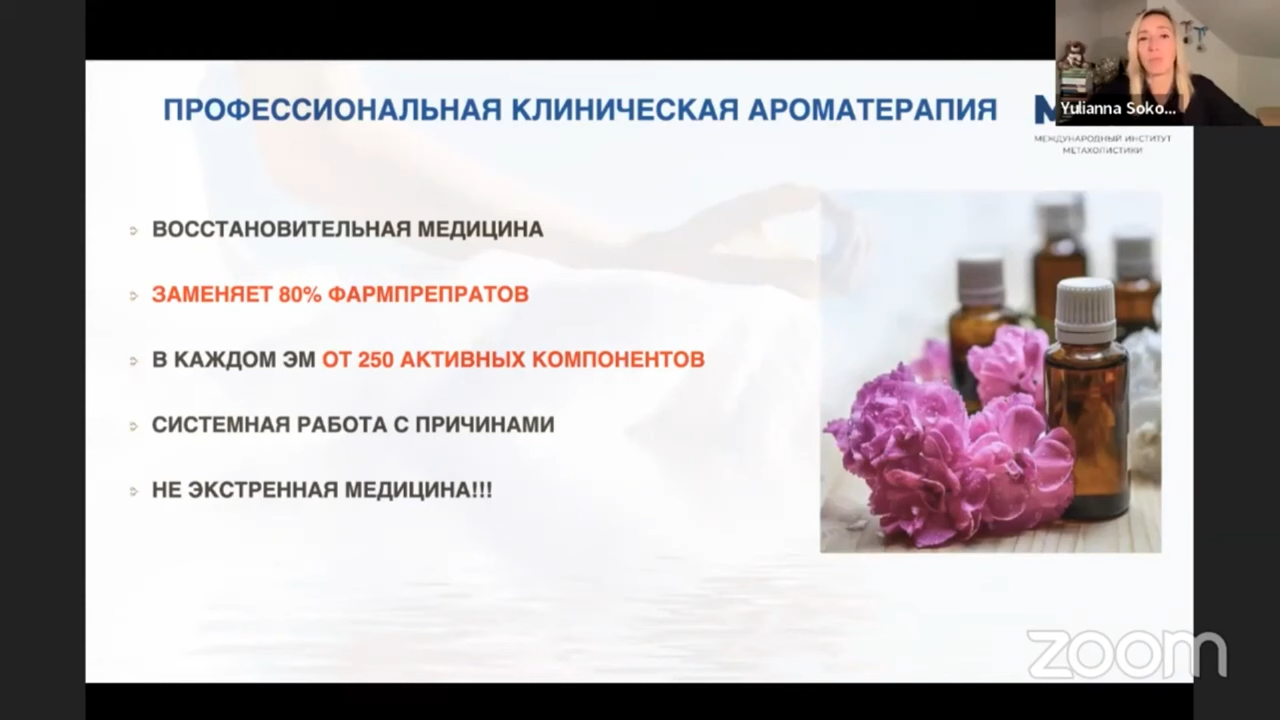 ПРОФЕССИОНАЛЬНАЯ КЛИНИЧЕСКАЯ АРОМАТЕРАПИЯ
Yulianna Soko...
МЕЖДУНАРОДНЫЙ ИНСТИТУТ
МЕТАХОЛИСТИКИ
ВОССТАНОВИТЕЛЬНАЯ МЕДИЦИНА
ЗАМЕНЯЕТ 80% ФАРМПРЕПРАТОВ
В КАЖДОМ ЭМ ОТ 250 АКТИВНЫХ КОМПОНЕНТОВ
СИСТЕМНАЯ РАБОТА С ПРИЧИНАМИ
НЕ ЭКСТРЕННАЯ МЕДИЦИНА!!!
zoom